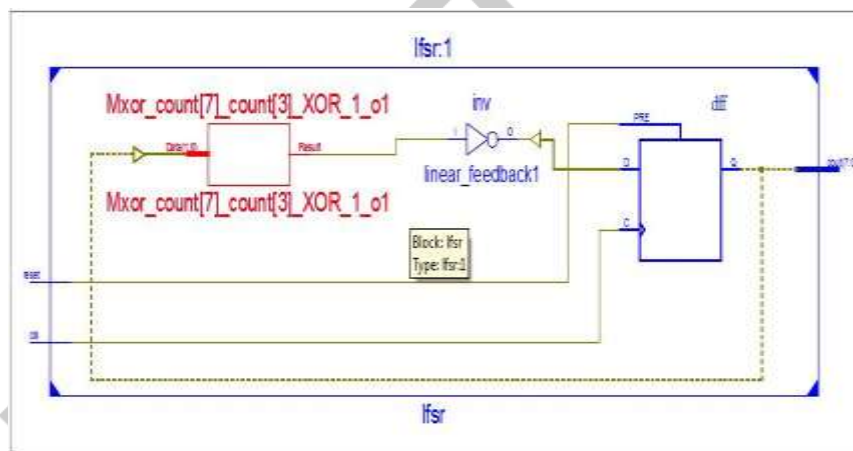 lfsr:1
Mxor_count[7]_count[3]_XOR_1_o1
inv
dff
PRE
Result
I
O
D
Q
linear_feedback1
Mxor_count[7]_count[3]_XOR_1_o1
C
Block: lfsr
Type: lfsr:1
reset
lfsr